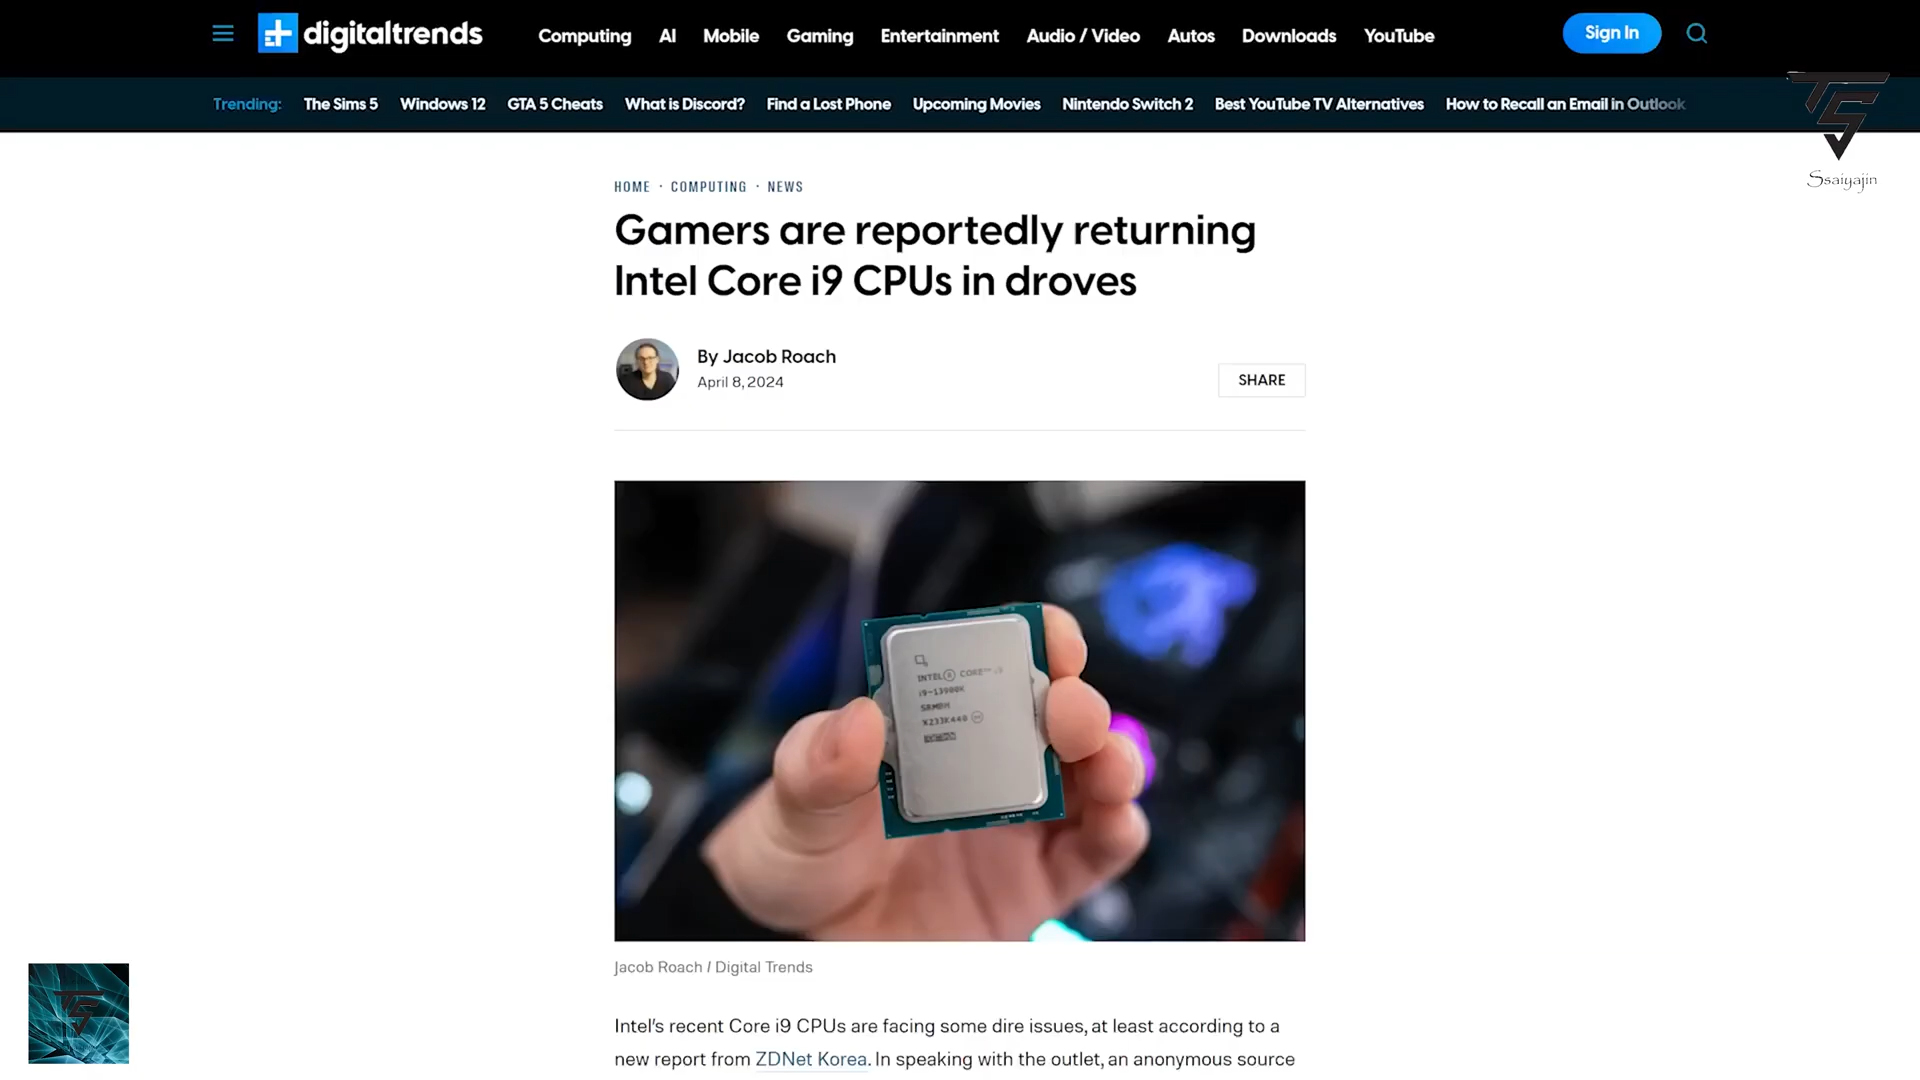 digitaltrends
Computing AI Mobile Gaming Entertainment Audio / Video Autos Downloads YouTube
Sign In
Trending: The Sims 5 Windows 12 GTA 5 Cheats What is Discord? Find a Lost Phone Upcoming Movies Nintendo Switch 2 Best YouTube TV Alternatives How to Recall an Email in Outlook
TS
Ssaiyajin
HOME · COMPUTING · NEWS
Gamers are reportedly returning
Intel Core i9 CPUs in droves
By Jacob Roach
April 8, 2024
SHARE
INTEL® CORE™ i9
i9-13900K
SRMBH
X233K440
Jacob Roach / Digital Trends
Intel's recent Core i9 CPUs are facing some dire issues, at least according to a
new report from ZDNet Korea. In speaking with the outlet, an anonymous source
TS